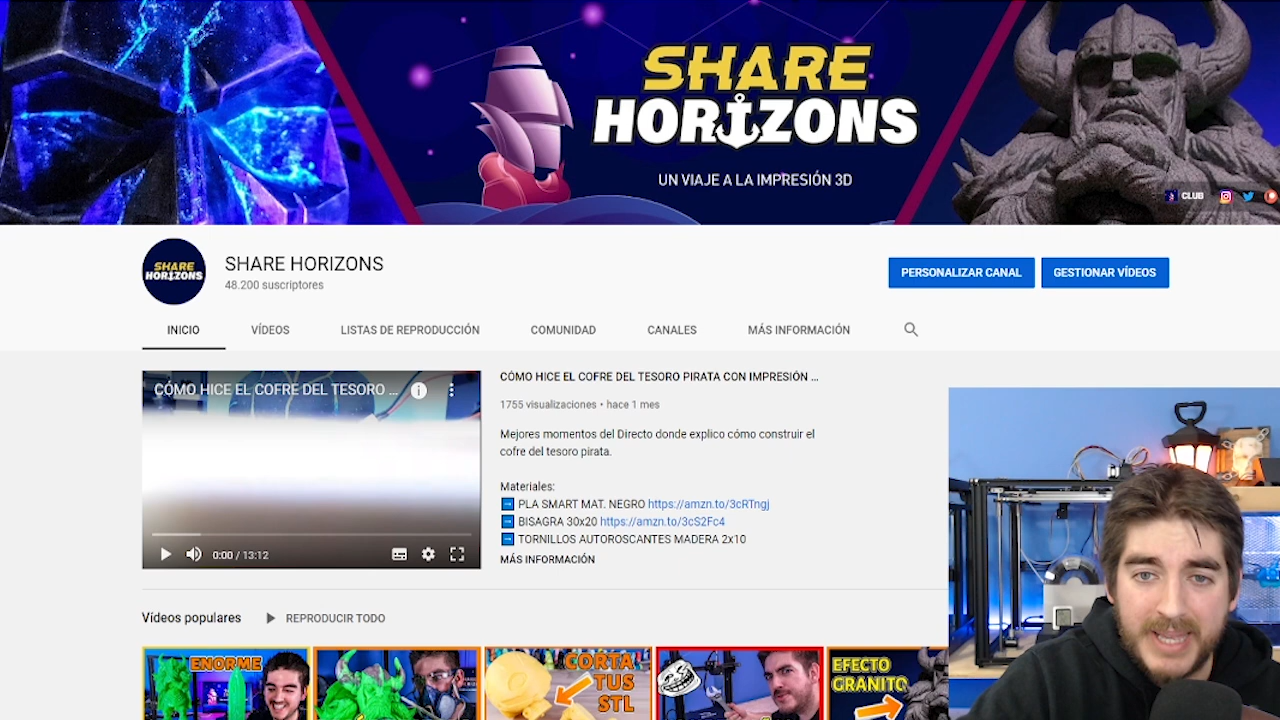 SHARE
HORIZONS
UN VIAJE A LA IMPRESIÓN 3D
CLUB
SHARE
HORIZONS
SHARE HORIZONS
48.200 suscriptores
PERSONALIZAR CANAL
GESTIONAR VÍDEOS
INICIO
VÍDEOS
LISTAS DE REPRODUCCIÓN
COMUNIDAD
CANALES
MÁS INFORMACIÓN
CÓMO HICE EL COFRE DEL TESORO ...
0:00 / 13:12
CÓMO HICE EL COFRE DEL TESORO PIRATA CON IMPRESIÓN ...
1755 visualizaciones • hace 1 mes
Mejores momentos del Directo donde explico cómo construir el
cofre del tesoro pirata.
Materiales:
➡ PLA SMART MAT. NEGRO https://amzn.to/3cRTngj
➡ BISAGRA 30x20 https://amzn.to/3cS2Fc4
➡ TORNILLOS AUTOROSCANTES MADERA 2x10
MÁS INFORMACIÓN
Vídeos populares
REPRODUCIR TODO
ENORME
CORTA
TUS
STL
EFECTO
GRANITO